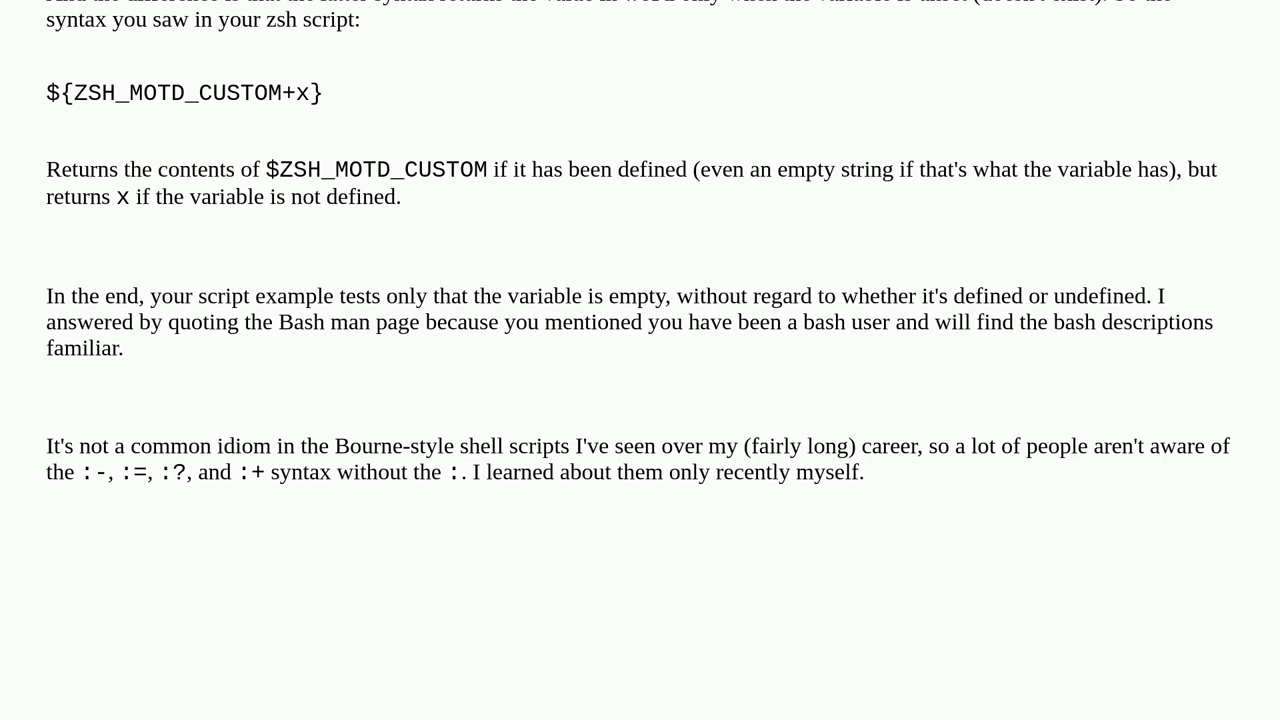 syntax you saw in your zsh script:
${ZSH_MOTD_CUSTOM+x}
Returns the contents of $ZSH_MOTD_CUSTOM if it has been defined (even an empty string if that's what the variable has), but
returns x if the variable is not defined.
In the end, your script example tests only that the variable is empty, without regard to whether it's defined or undefined. I
answered by quoting the Bash man page because you mentioned you have been a bash user and will find the bash descriptions
familiar.
It's not a common idiom in the Bourne-style shell scripts I've seen over my (fairly long) career, so a lot of people aren't aware of
the :-, :=, :?, and :+ syntax without the :. I learned about them only recently myself.